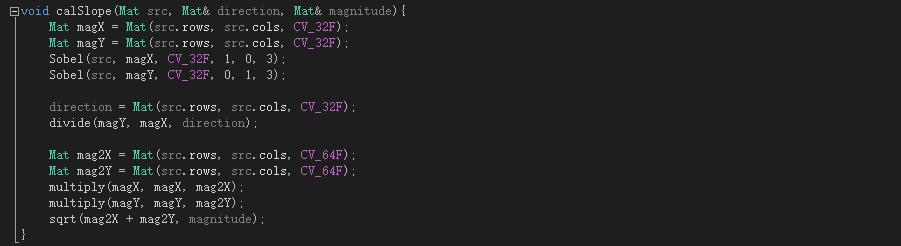 void calSlope(Mat src, Mat& direction, Mat& magnitude){
    Mat magX = Mat(src.rows, src.cols, CV_32F);
    Mat magY = Mat(src.rows, src.cols, CV_32F);
    Sobel(src, magX, CV_32F, 1, 0, 3);
    Sobel(src, magY, CV_32F, 0, 1, 3);

    direction = Mat(src.rows, src.cols, CV_32F);
    divide(magY, magX, direction);

    Mat mag2X = Mat(src.rows, src.cols, CV_64F);
    Mat mag2Y = Mat(src.rows, src.cols, CV_64F);
    multiply(magX, magX, mag2X);
    multiply(magY, magY, mag2Y);
    sqrt(mag2X + mag2Y, magnitude);
}